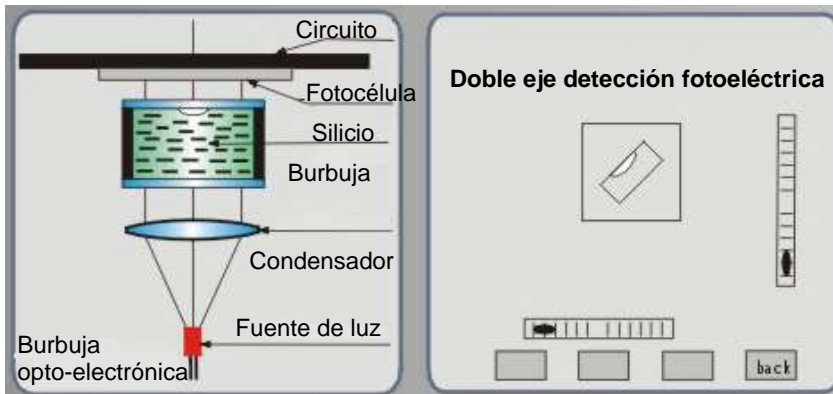 Circuito
Fotocélula
Silicio
Burbuja
Condensador
Fuente de luz
Burbuja
opto-electrónica
Doble eje detección fotoeléctrica
back